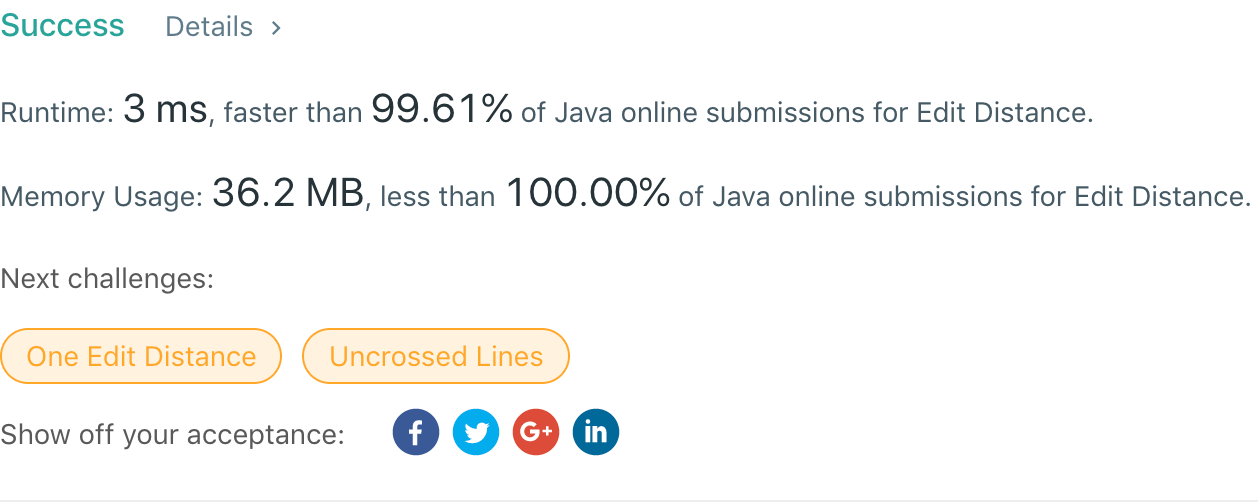 Success Details >
Runtime: 3 ms, faster than 99.61% of Java online submissions for Edit Distance.
Memory Usage: 36.2 MB, less than 100.00% of Java online submissions for Edit Distance.
Next challenges:
One Edit Distance Uncrossed Lines
Show off your acceptance: f G+ in